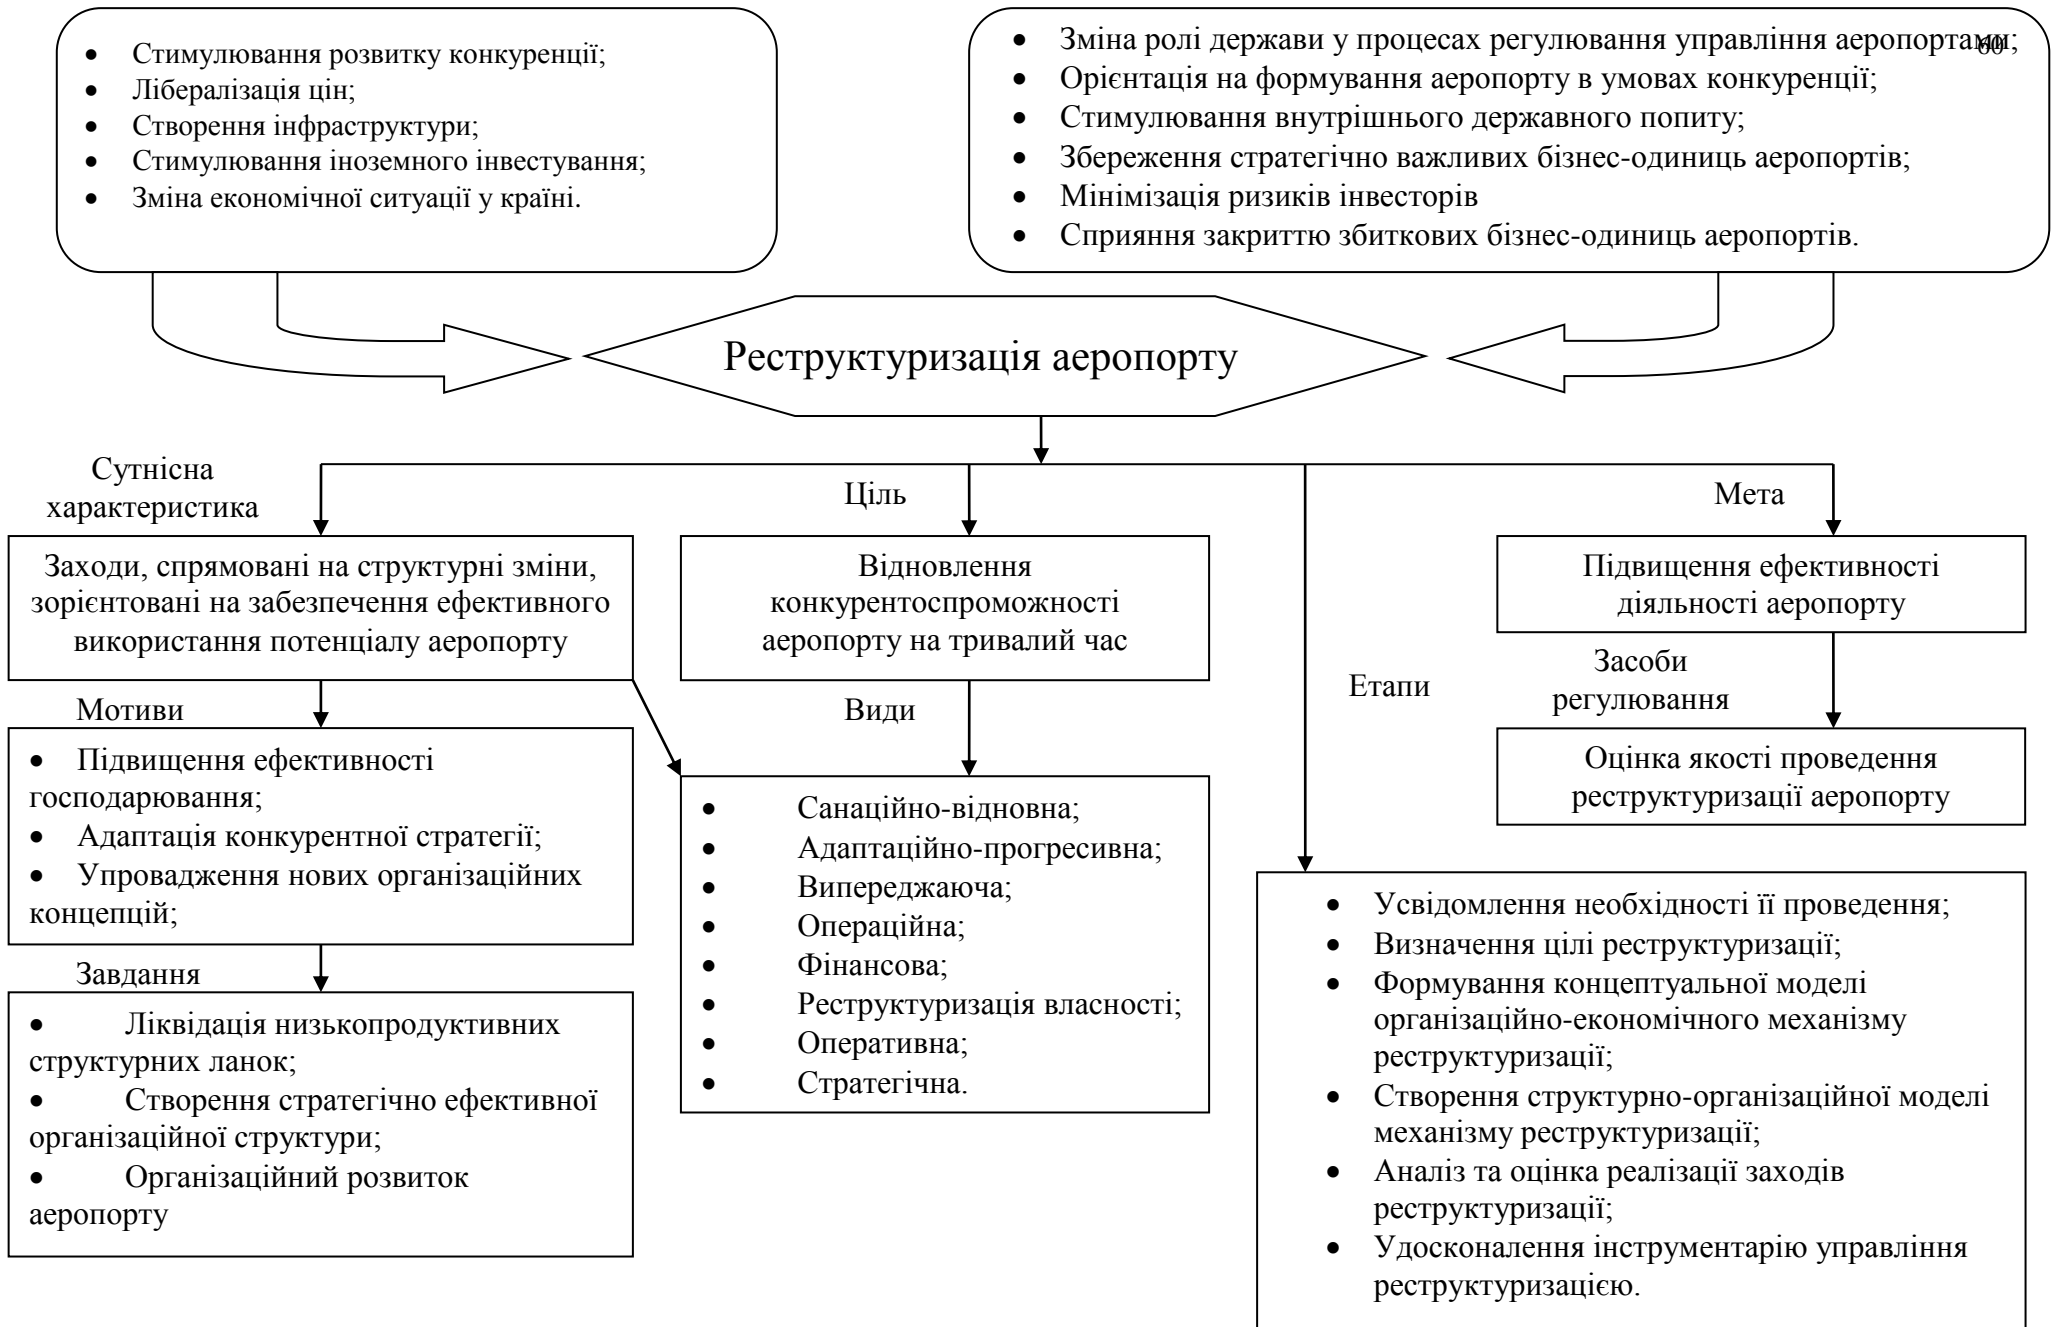 • Стимулювання розвитку конкуренції;
• Лібералізація цін;
• Створення інфраструктури;
• Стимулювання іноземного інвестування;
• Зміна економічної ситуації у країні.
• Зміна ролі держави у процесах регулювання управління аеропортами;
60
• Орієнтація на формування аеропорту в умовах конкуренції;
• Стимулювання внутрішнього державного попиту;
• Збереження стратегічно важливих бізнес-одиниць аеропортів;
• Мінімізація ризиків інвесторів
• Сприяння закриттю збиткових бізнес-одиниць аеропортів.
Реструктуризація аеропорту
Сутнісна
характеристика
Заходи, спрямовані на структурні зміни,
зорієнтовані на забезпечення ефективного
використання потенціалу аеропорту
Мотиви
• Підвищення ефективності
господарювання;
• Адаптація конкурентної стратегії;
• Упровадження нових організаційних
концепцій;
Завдання
• Ліквідація низькопродуктивних
структурних ланок;
• Створення стратегічно ефективної
організаційної структури;
• Організаційний розвиток
аеропорту
Ціль
Відновлення
конкурентоспроможності
аеропорту на тривалий час
Види
• Санаційно-відновна;
• Адаптаційно-прогресивна;
• Випереджаюча;
• Операційна;
• Фінансова;
• Реструктуризація власності;
• Оперативна;
• Стратегічна.
Мета
Підвищення ефективності
діяльності аеропорту
Засоби
регулювання
Оцінка якості проведення
реструктуризації аеропорту
Етапи
• Усвідомлення необхідності її проведення;
• Визначення цілі реструктуризації;
• Формування концептуальної моделі
організаційно-економічного механізму
реструктуризації;
• Створення структурно-організаційної моделі
механізму реструктуризації;
• Аналіз та оцінка реалізації заходів
реструктуризації;
• Удосконалення інструментарію управління
реструктуризацією.